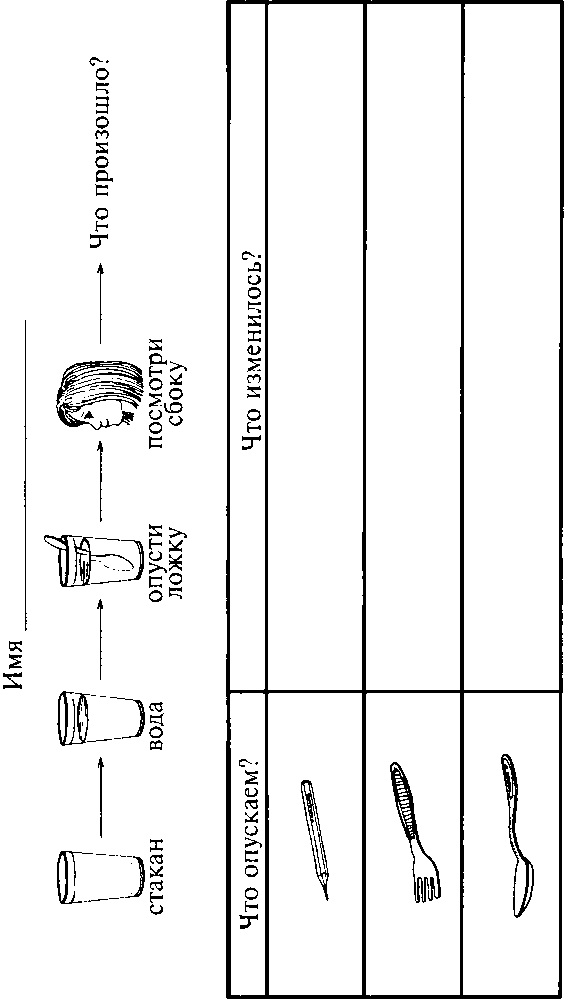 Имя
стакан
вода
опусти
ложку
посмотри
сбоку
Что произошло?
Что опускаем?
Что изменилось?